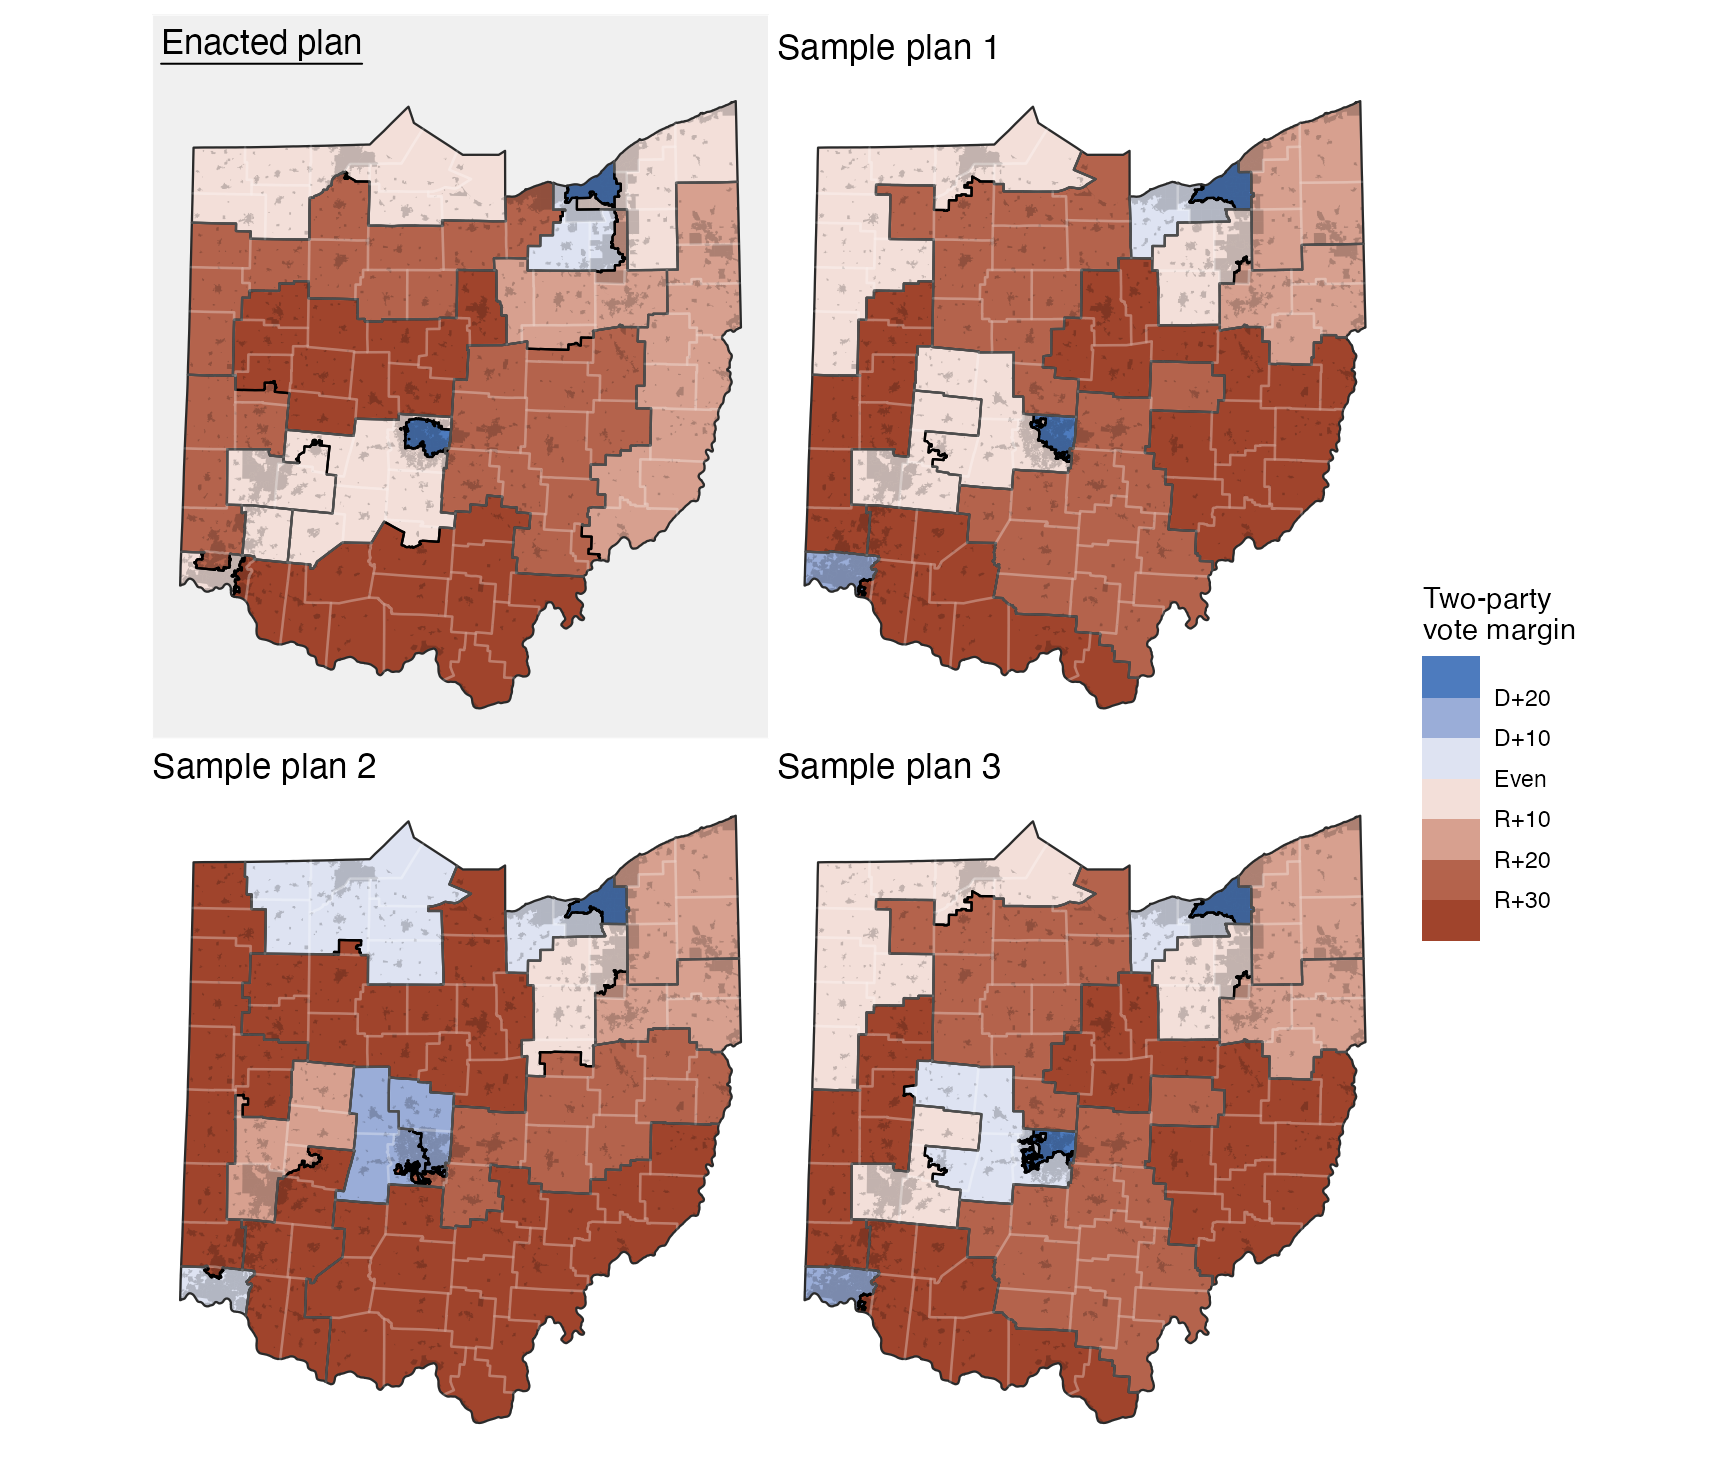 Enacted plan
Sample plan 1
Sample plan 2
Sample plan 3
Two-party
vote margin
D+20
D+10
Even
R+10
R+20
R+30